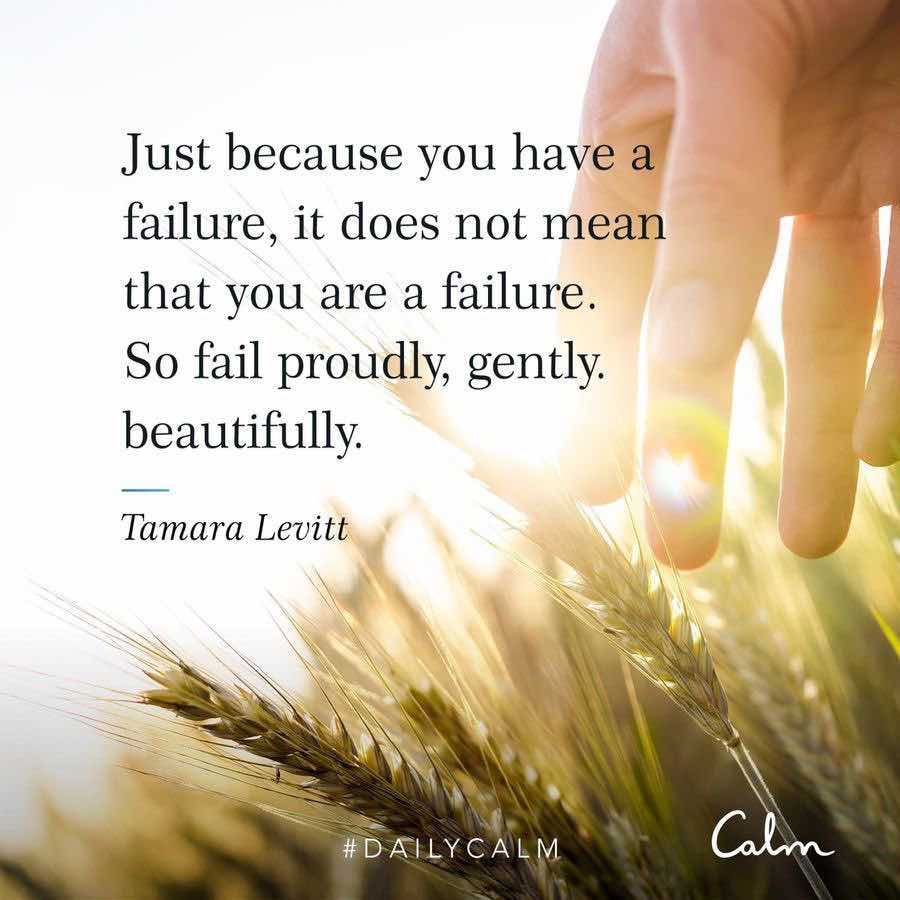 Just because you have a
failure, it does not mean
that you are a failure.
So fail proudly, gently.
beautifully.
Tamara Levitt
#DAILYCALM
Calm